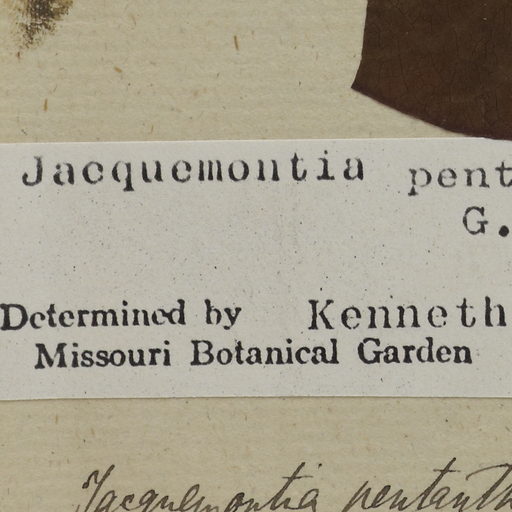 Jacquemontia pent
G.
Determined by Kenneth
Missouri Botanical Garden
Jacquemontia pentanth